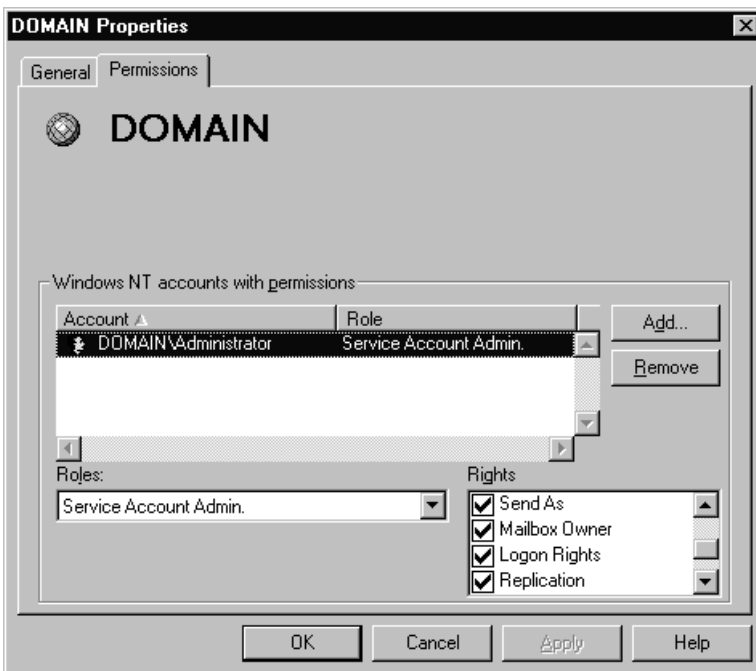 DOMAIN Properties
General Permissions
DOMAIN
Windows NT accounts with permissions
Account Role
DOMAIN\Administrator Service Account Admin.
Add...
Remove
Roles: Rights
Service Account Admin.
Send As
Mailbox Owner
Logon Rights
Replication
OK Cancel Apply Help